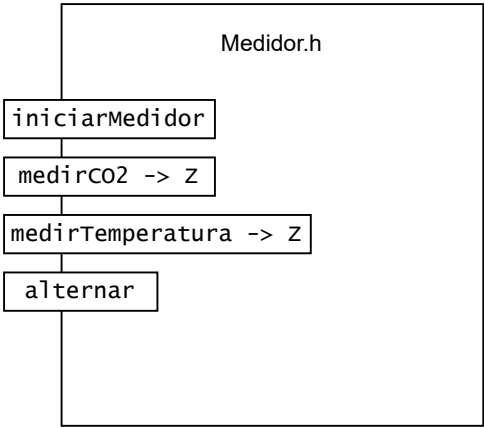 Medidor.h
iniciarMedidor
medirCO2 -> Z
medirTemperatura -> Z
alternar